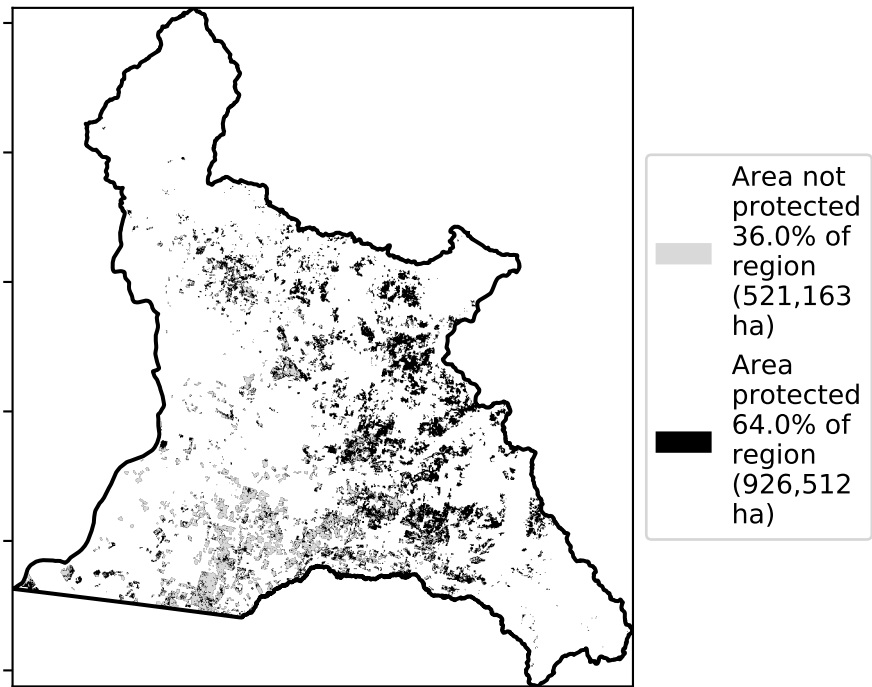 Area not
protected
36.0% of
region
(521,163
ha)
Area
protected
64.0% of
region
(926,512
ha)